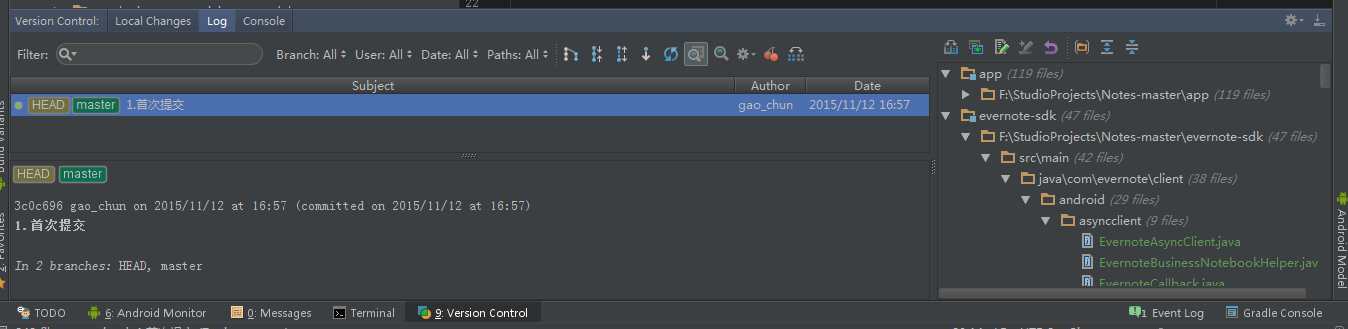 22
Version Control: Local Changes Log Console
Filter: Branch: All User: All Date: All Paths: All
Subject Author Date
HEAD master 1.首次提交 gao_chun 2015/11/12 16:57
HEAD master
3c0c696 gao_chun on 2015/11/12 at 16:57 (committed on 2015/11/12 at 16:57)
1.首次提交
In 2 branches: HEAD, master
app (119 files)
F:\StudioProjects\Notes-master\app (119 files)
evernote-sdk (47 files)
F:\StudioProjects\Notes-master\evernote-sdk (47 files)
src\main (42 files)
java\com\evernote\client (38 files)
android (29 files)
asyncclient (9 files)
EvernoteAsyncClient.java
EvernoteBusinessNotebookHelper.jav
EvernoteCallback.java
Build Variants
2: Favorites
Android Model
TODO 6: Android Monitor 0: Messages Terminal 9: Version Control 1 Event Log Gradle Console